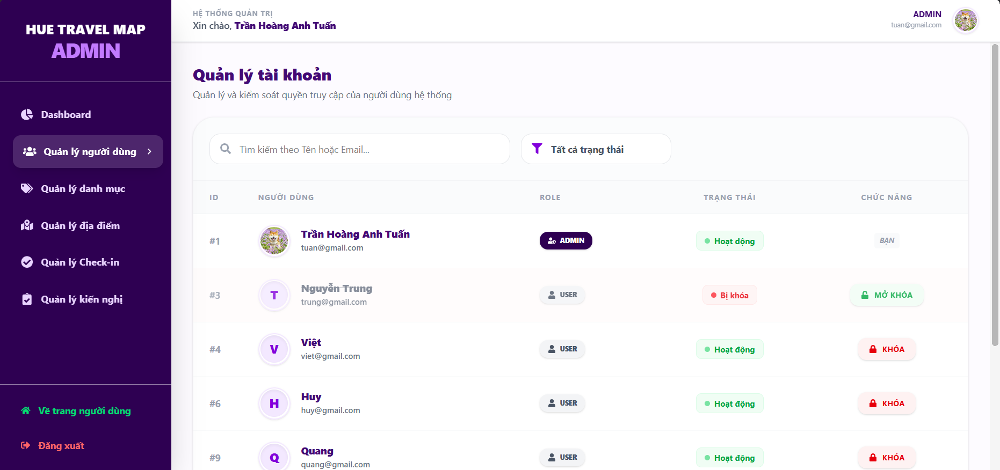 HUE TRAVEL MAP
ADMIN
Dashboard
Quản lý người dùng
Quản lý danh mục
Quản lý địa điểm
Quản lý Check-in
Quản lý kiến nghị
Về trang người dùng
Đăng xuất
HỆ THỐNG QUẢN TRỊ
Xin chào, Trần Hoàng Anh Tuấn
ADMIN
tuan@gmail.com
Quản lý tài khoản
Quản lý và kiểm soát quyền truy cập của người dùng hệ thống
Tìm kiếm theo Tên hoặc Email...
Tất cả trạng thái
ID NGƯỜI DÙNG ROLE TRẠNG THÁI CHỨC NĂNG
#1 Trần Hoàng Anh Tuấn ADMIN Hoạt động BẠN
tuan@gmail.com
#3 T Nguyễn Trung USER Bị khóa MỞ KHÓA
trung@gmail.com
#4 V Việt USER Hoạt động KHÓA
viet@gmail.com
#6 H Huy USER Hoạt động KHÓA
huy@gmail.com
#9 Q Quang USER Hoạt động KHÓA
quang@gmail.com